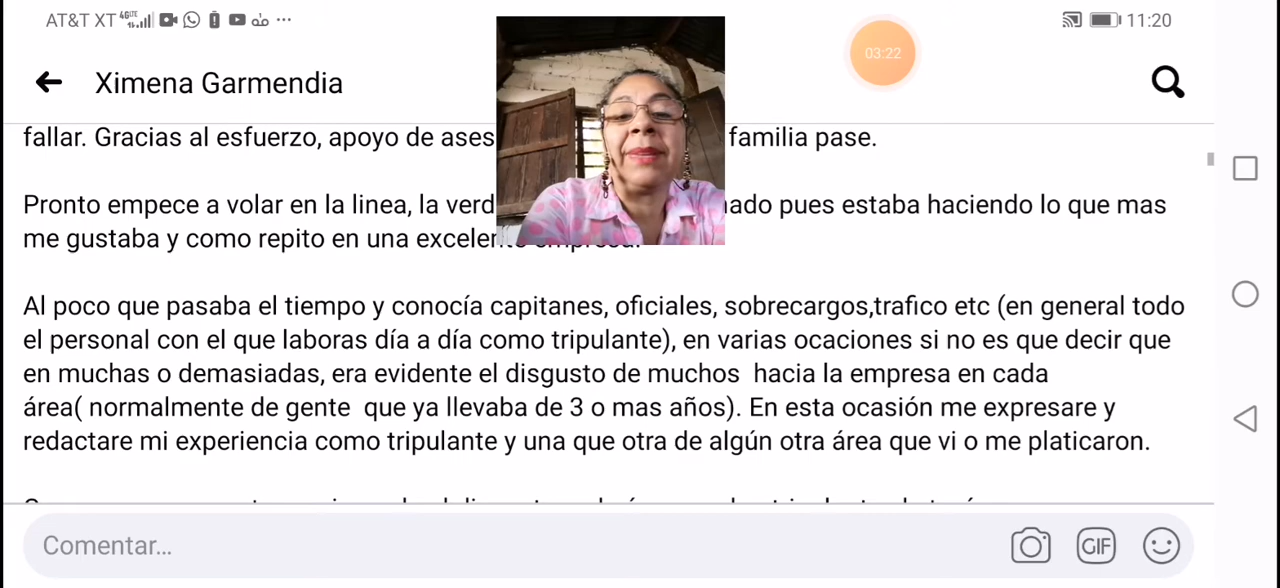 AT&T XT 4GLTE 11:20
03:22
Ximena Garmendia
fallar. Gracias al esfuerzo, apoyo de ases familia pase.
Pronto empece a volar en la linea, la verd nado pues estaba haciendo lo que mas
me gustaba y como repito en una excelente empresa.
Al poco que pasaba el tiempo y conocía capitanes, oficiales, sobrecargos,trafico etc (en general todo
el personal con el que laboras día a día como tripulante), en varias ocaciones si no es que decir que
en muchas o demasiadas, era evidente el disgusto de muchos hacia la empresa en cada
área( normalmente de gente que ya llevaba de 3 o mas años). En esta ocasión me expresare y
redactare mi experiencia como tripulante y una que otra de algún otra área que vi o me platicaron.
Comentar...
GIF